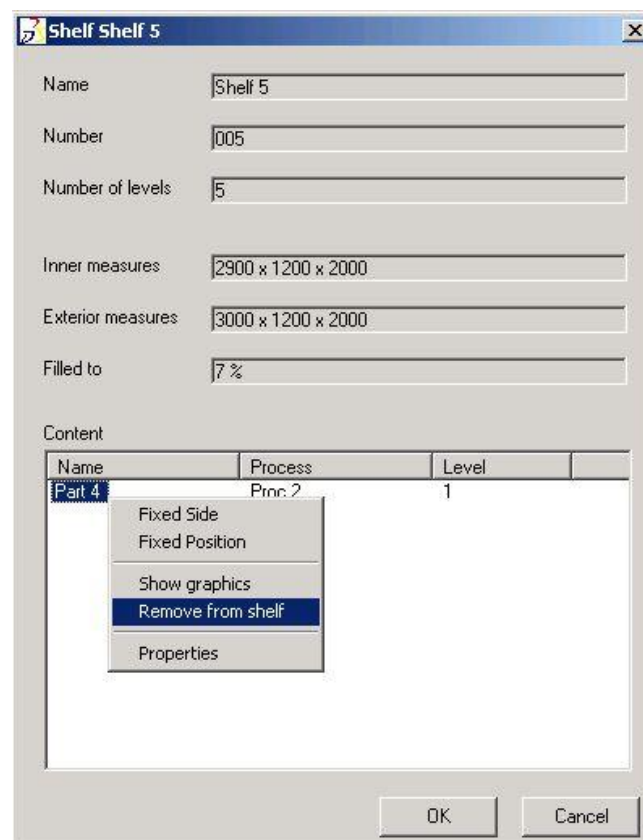 Shelf Shelf 5
Name Shelf 5
Number 005
Number of levels 5
Inner measures 2900 x 1200 x 2000
Exterior measures 3000 x 1200 x 2000
Filled to 7 %
Content
Name Process Level
Part 4 Proc 2 1
Fixed Side
Fixed Position
Show graphics
Remove from shelf
Properties
OK Cancel